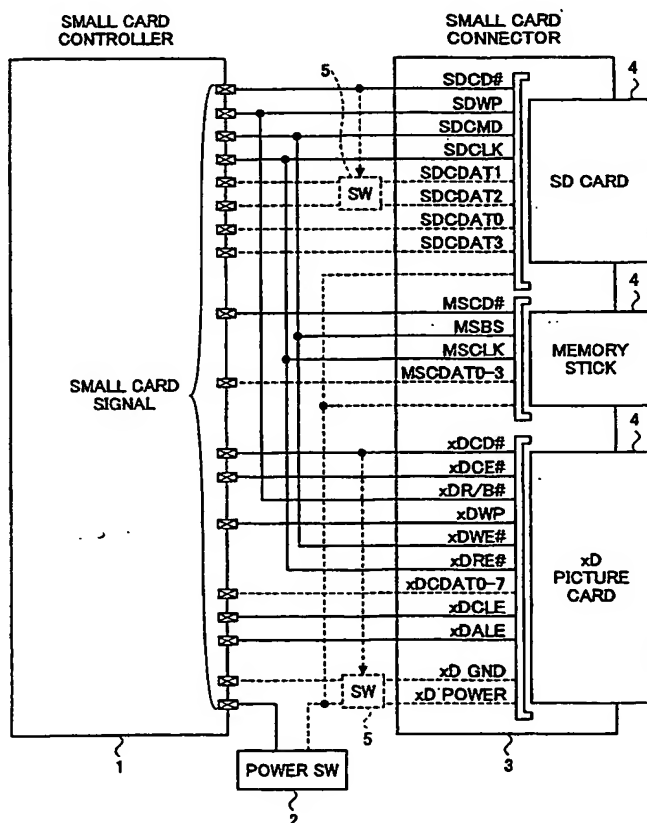 SMALL CARD
CONTROLLER
SMALL CARD
CONNECTOR
5
4
SDCD#
SDWP
SDCMD
SDCLK
SDCDAT1
SW
SDCDAT2
SDCDAT0
SDCDAT3
SD CARD
4
MSCD#
MSBS
MSCLK
MSCDAT0-3
MEMORY
STICK
SMALL CARD
SIGNAL
4
xDCD#
xDCE#
xDR/B#
xDWP
xDWE#
xDRE#
xDCDAT0-7
xDCLE
xDALE
xD GND
SW
xD POWER
xD
PICTURE
CARD
5
1
POWER SW
2
3